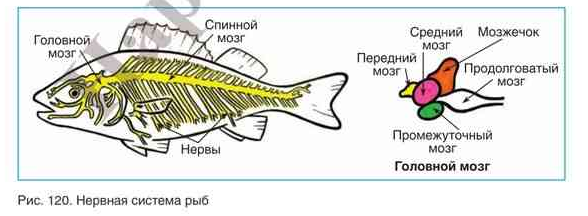 Головной
мозг
Спинной
мозг
Нервы
Передний
мозг
Средний
мозг
Мозжечок
Продолговатый
мозг
Промежуточный
мозг
Головной мозг
Рис. 120. Нервная система рыб